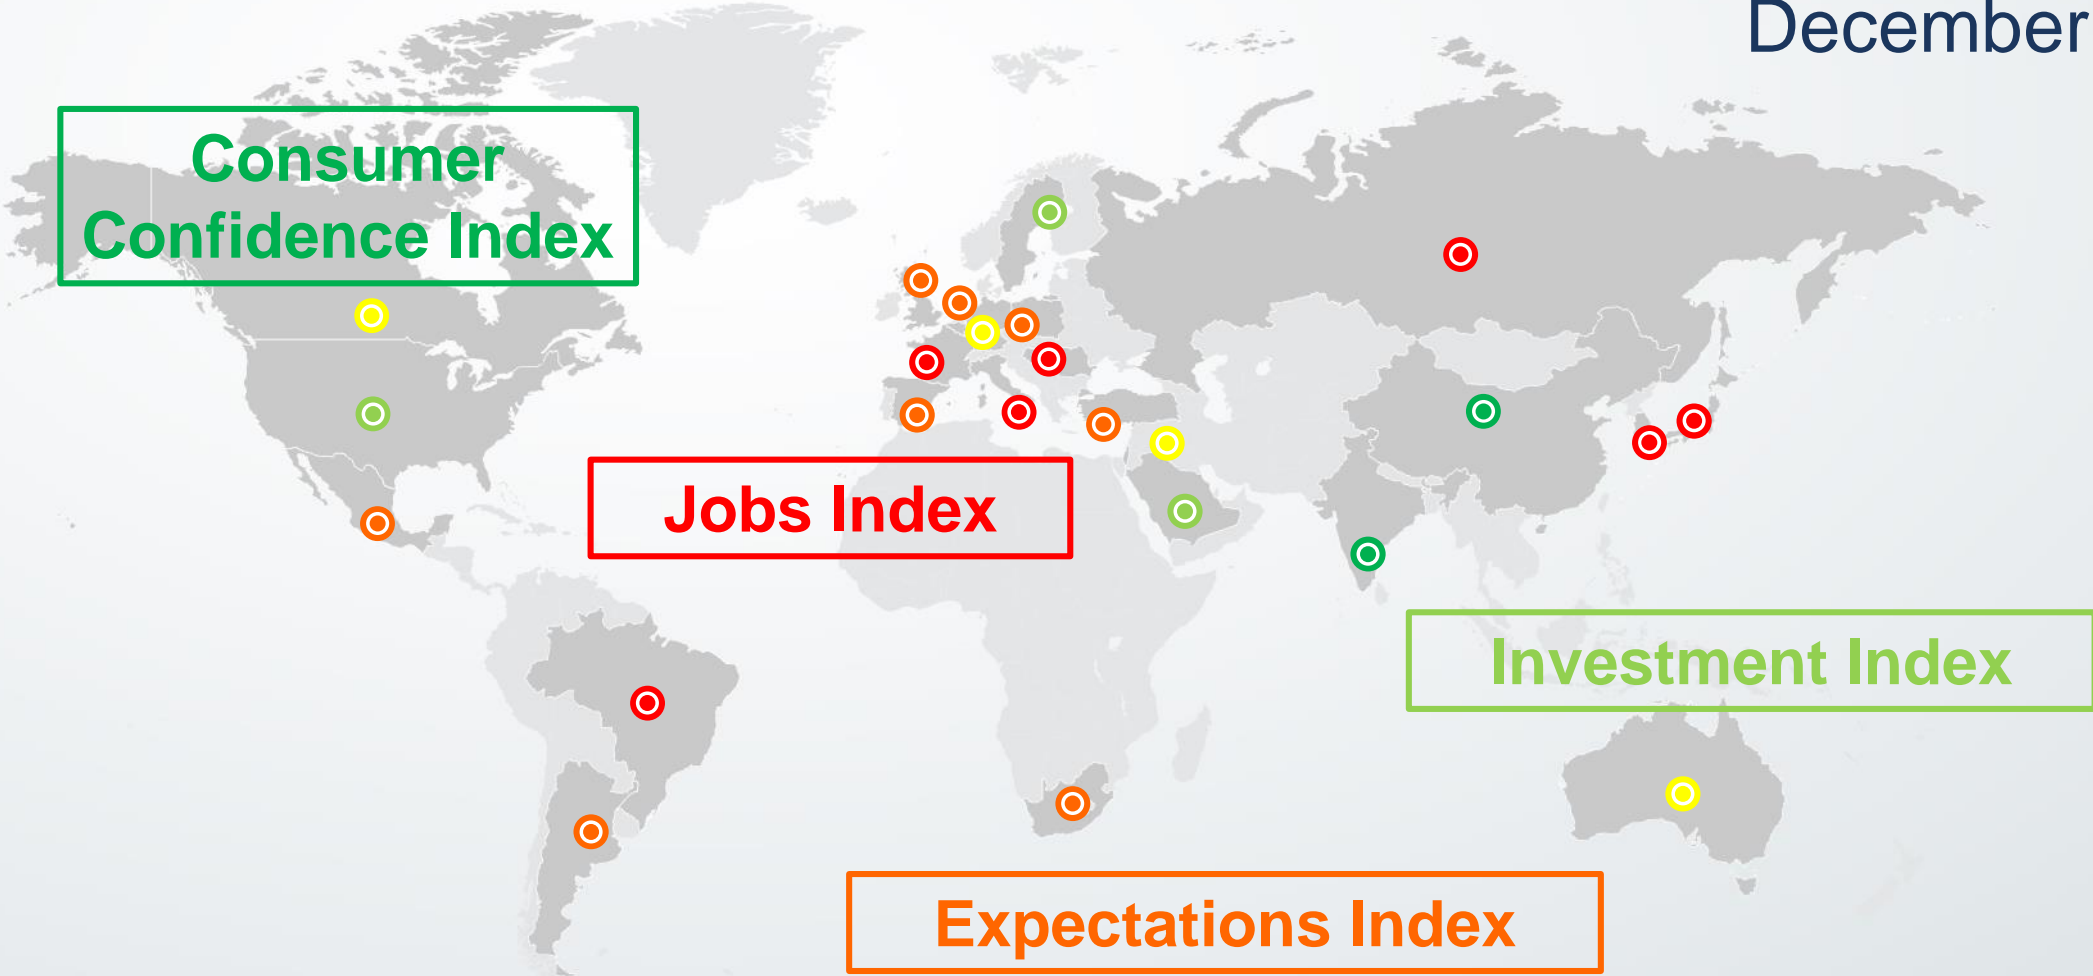 December
Consumer
Confidence Index
Jobs Index
Investment Index
Expectations Index